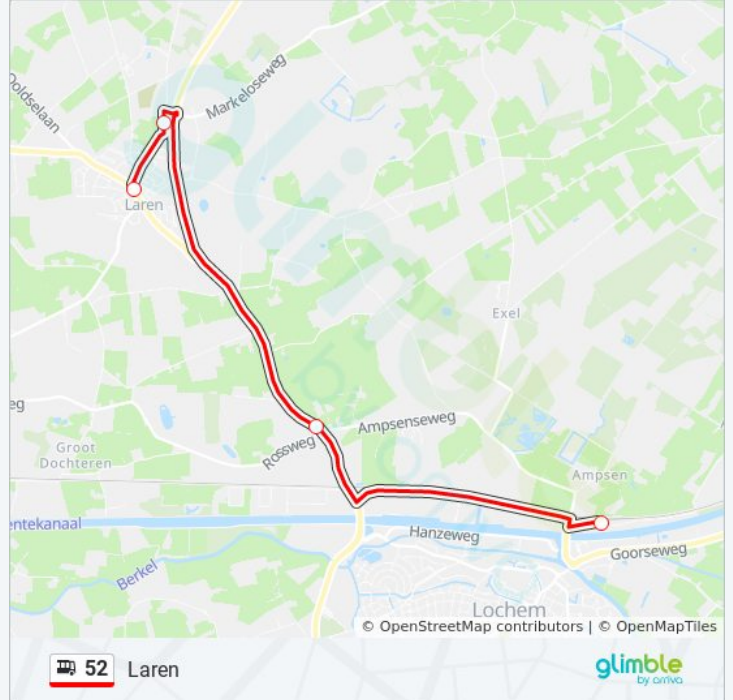 Ooldselaan
Markeloseweg
Laren
Exel
eg
Ampsenseweg
Rossweg
Groot
Dochteren
Ampsen
entekanaal
Hanzeweg
Goorseweg
Berkel
Lochem
© OpenStreetMap contributors | © OpenMapTiles
52 Laren
glimble
by arriva